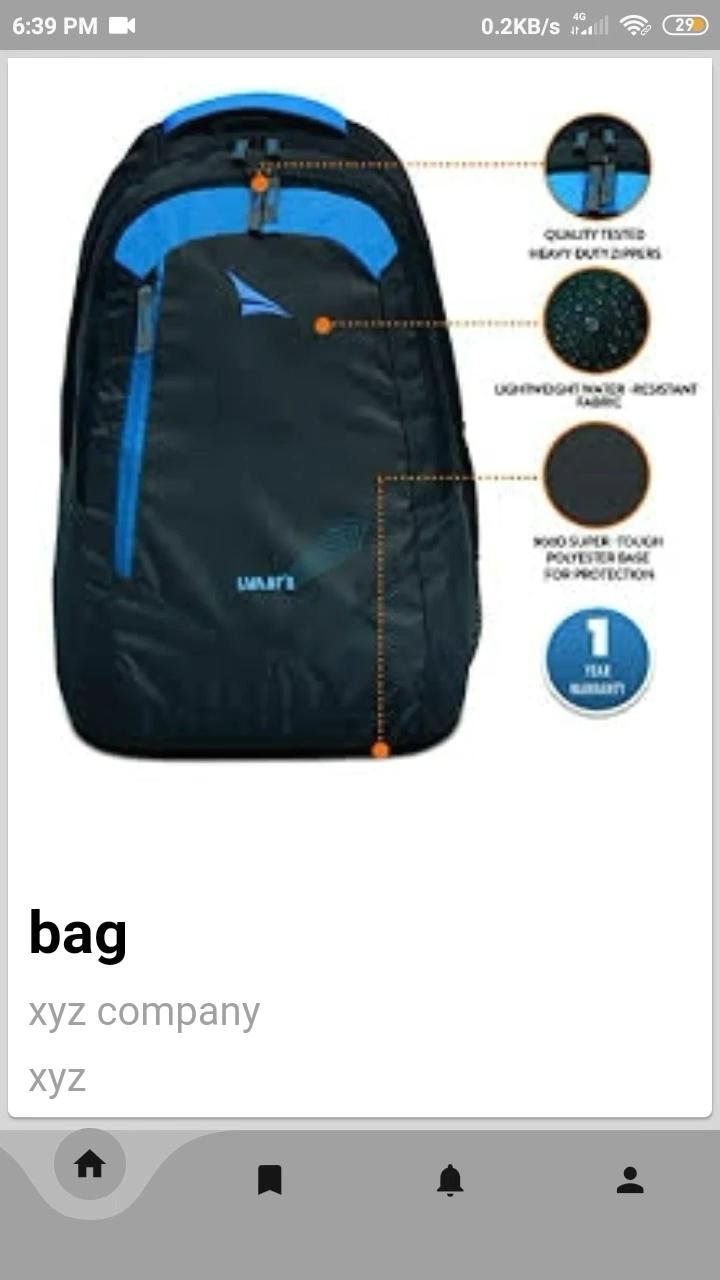 6:39 PM
0.2KB/s
4G
29
QUALITY TESTED
HEAVY-DUTY ZIPPERS
LIGHTWEIGHT WATER-RESISTANT
FABRIC
SUPER-TOUGH
POLYESTER BASE
FOR PROTECTION
1
YEAR
WARRANTY
bag
xyz company
xyz